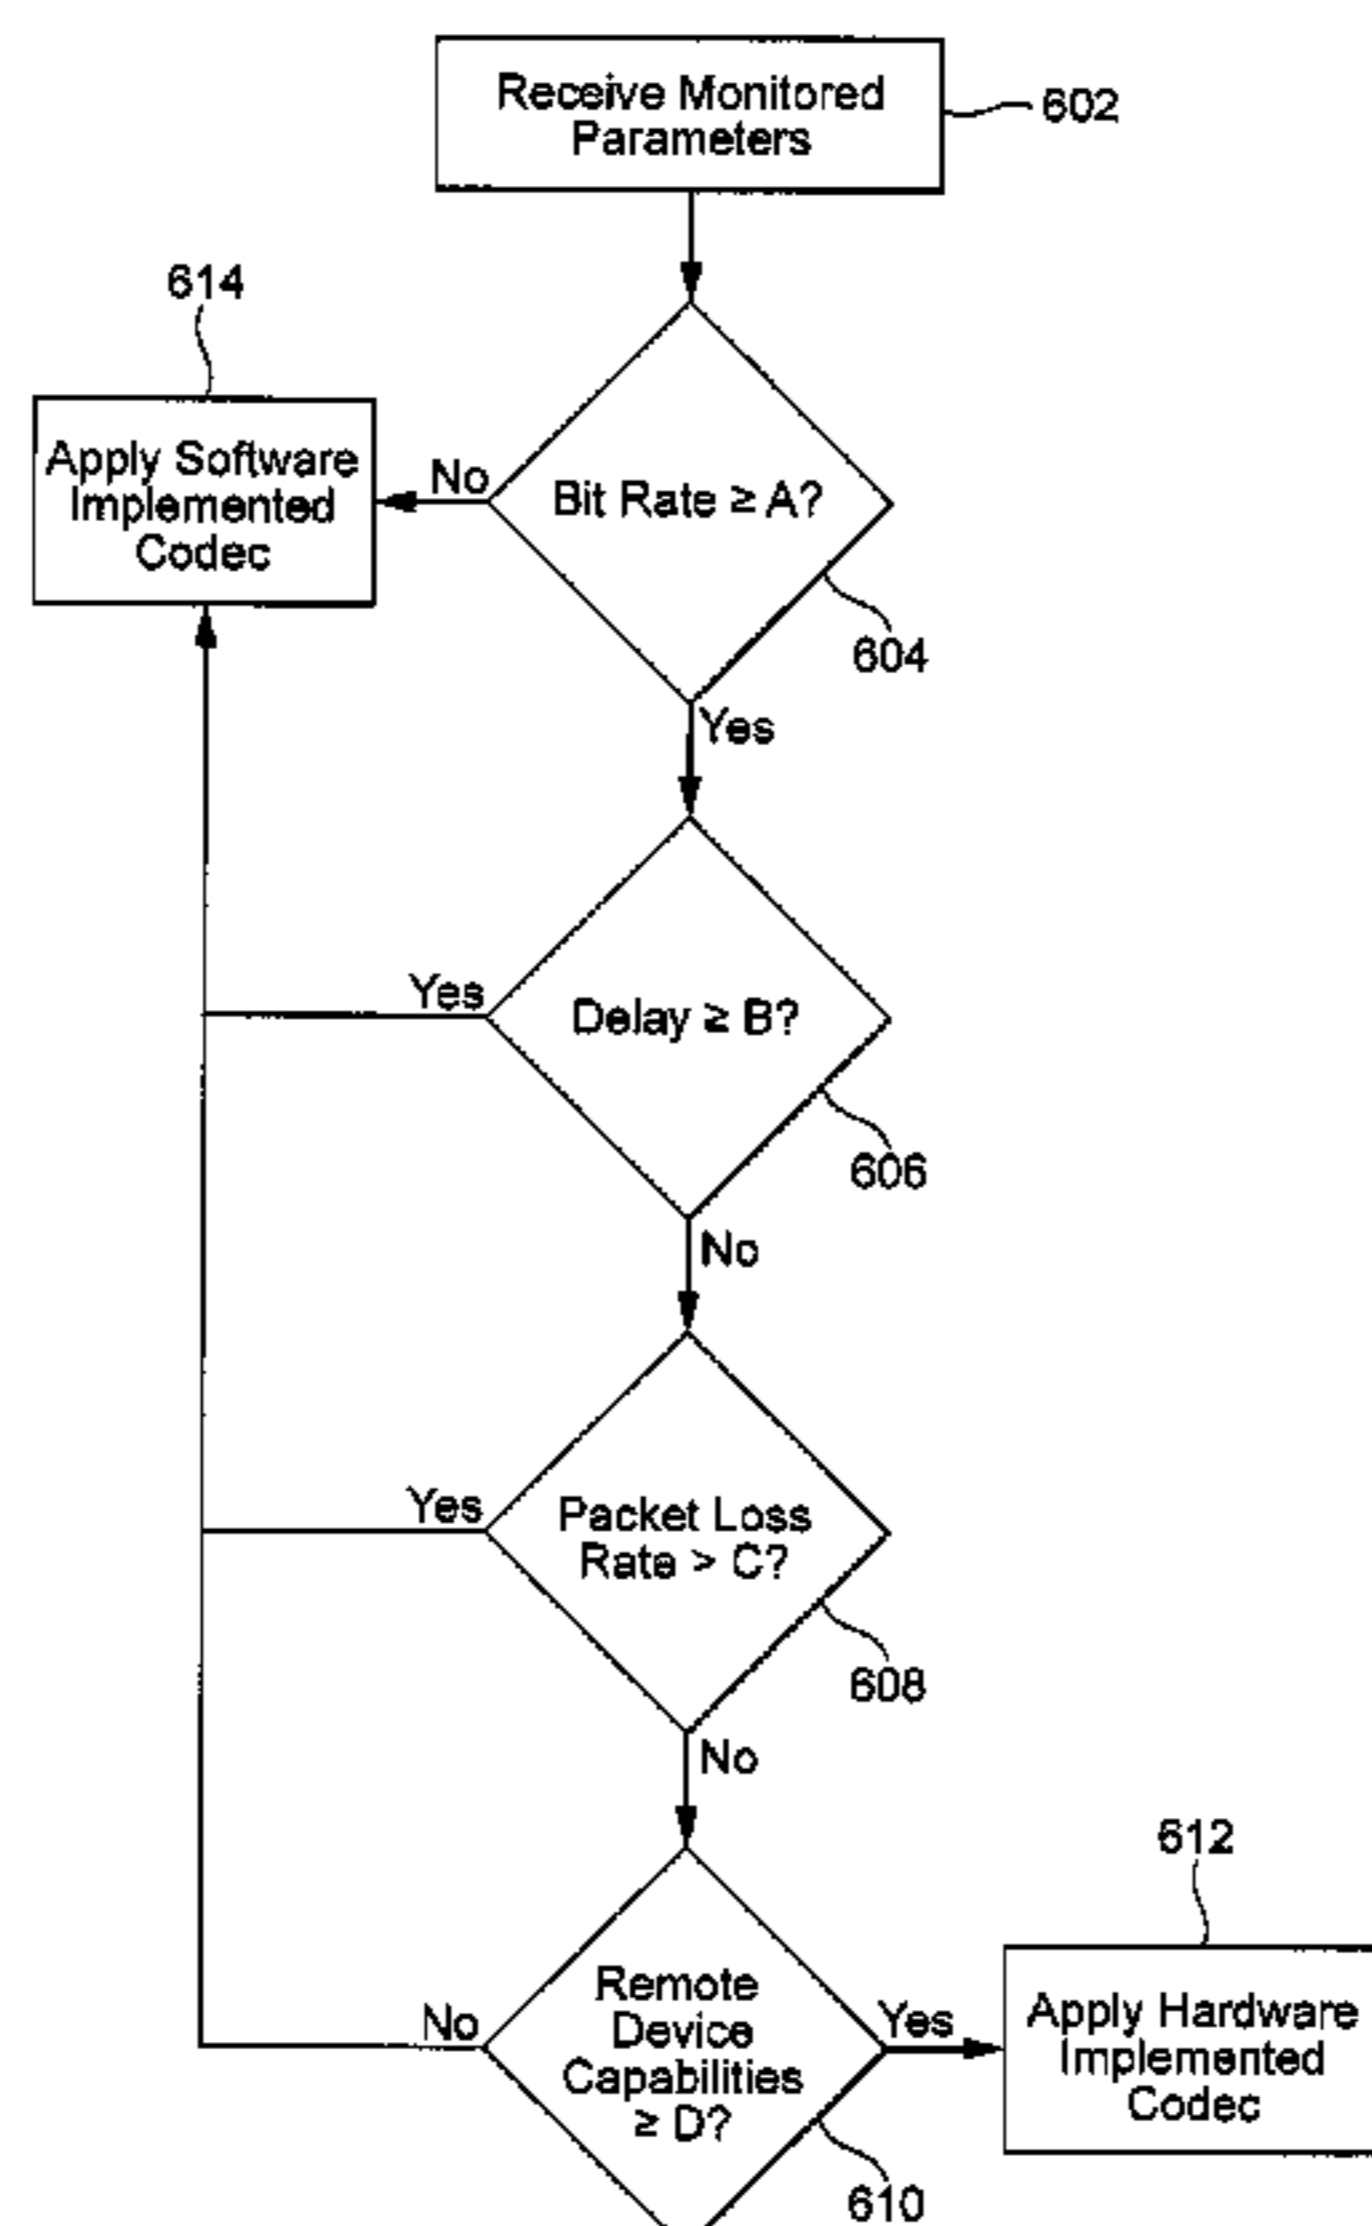 Receive Monitored
Parameters
602
614
Apply Software
Implemented
Codec
No
Bit Rate ≥ A?
604
Yes
Yes
Delay ≥ B?
606
No
Yes
Packet Loss
Rate > C?
608
No
612
No
Remote
Device
Capabilities
≥ D?
Yes
Apply Hardware
Implemented
Codec
610